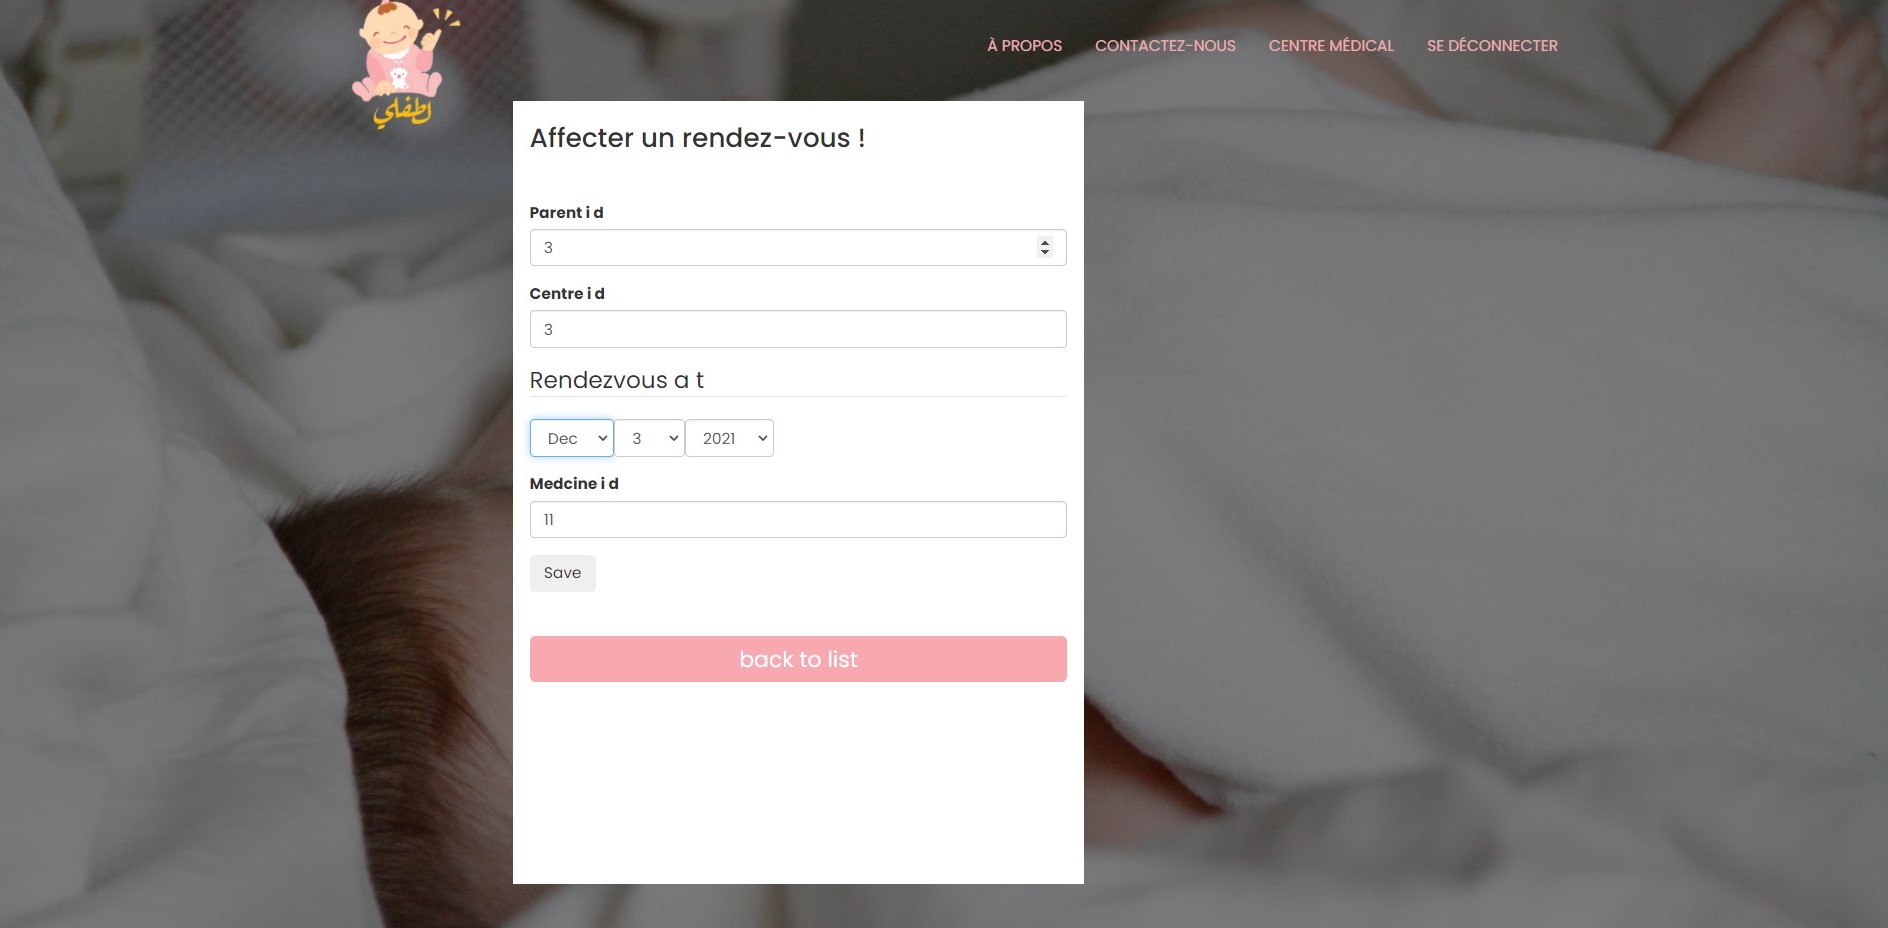 لطفلي
À PROPOS CONTACTEZ-NOUS CENTRE MÉDICAL SE DÉCONNECTER
Affecter un rendez-vous !
Parent i d
3
Centre i d
3
Rendezvous a t
Dec 3 2021
Medcine i d
11
Save
back to list